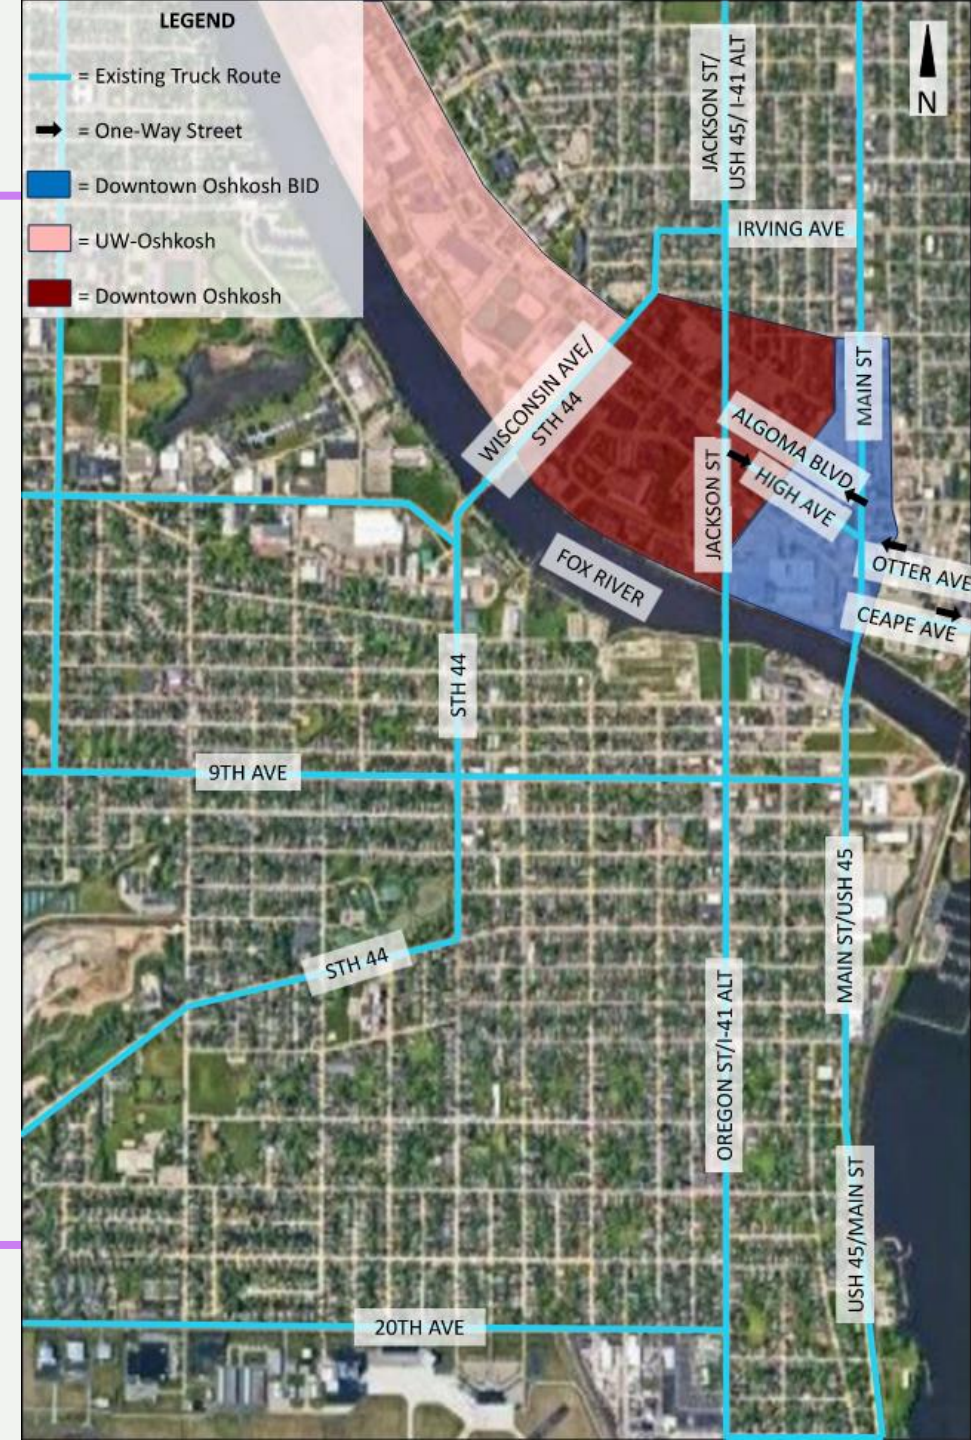 LEGEND
= Existing Truck Route
= One-Way Street
= Downtown Oshkosh BID
= UW-Oshkosh
= Downtown Oshkosh
JACKSON ST/
USH 45/ I-41 ALT
N
IRVING AVE
WISCONSIN AVE/
STH 44
MAIN ST
ALGOMA BLVD
HIGH AVE
JACKSON ST
FOX RIVER
OTTER AVE
CEAPE AVE
STH 44
9TH AVE
MAIN ST/USH 45
STH 44
OREGON ST/I-41 ALT
USH 45/MAIN ST
20TH AVE